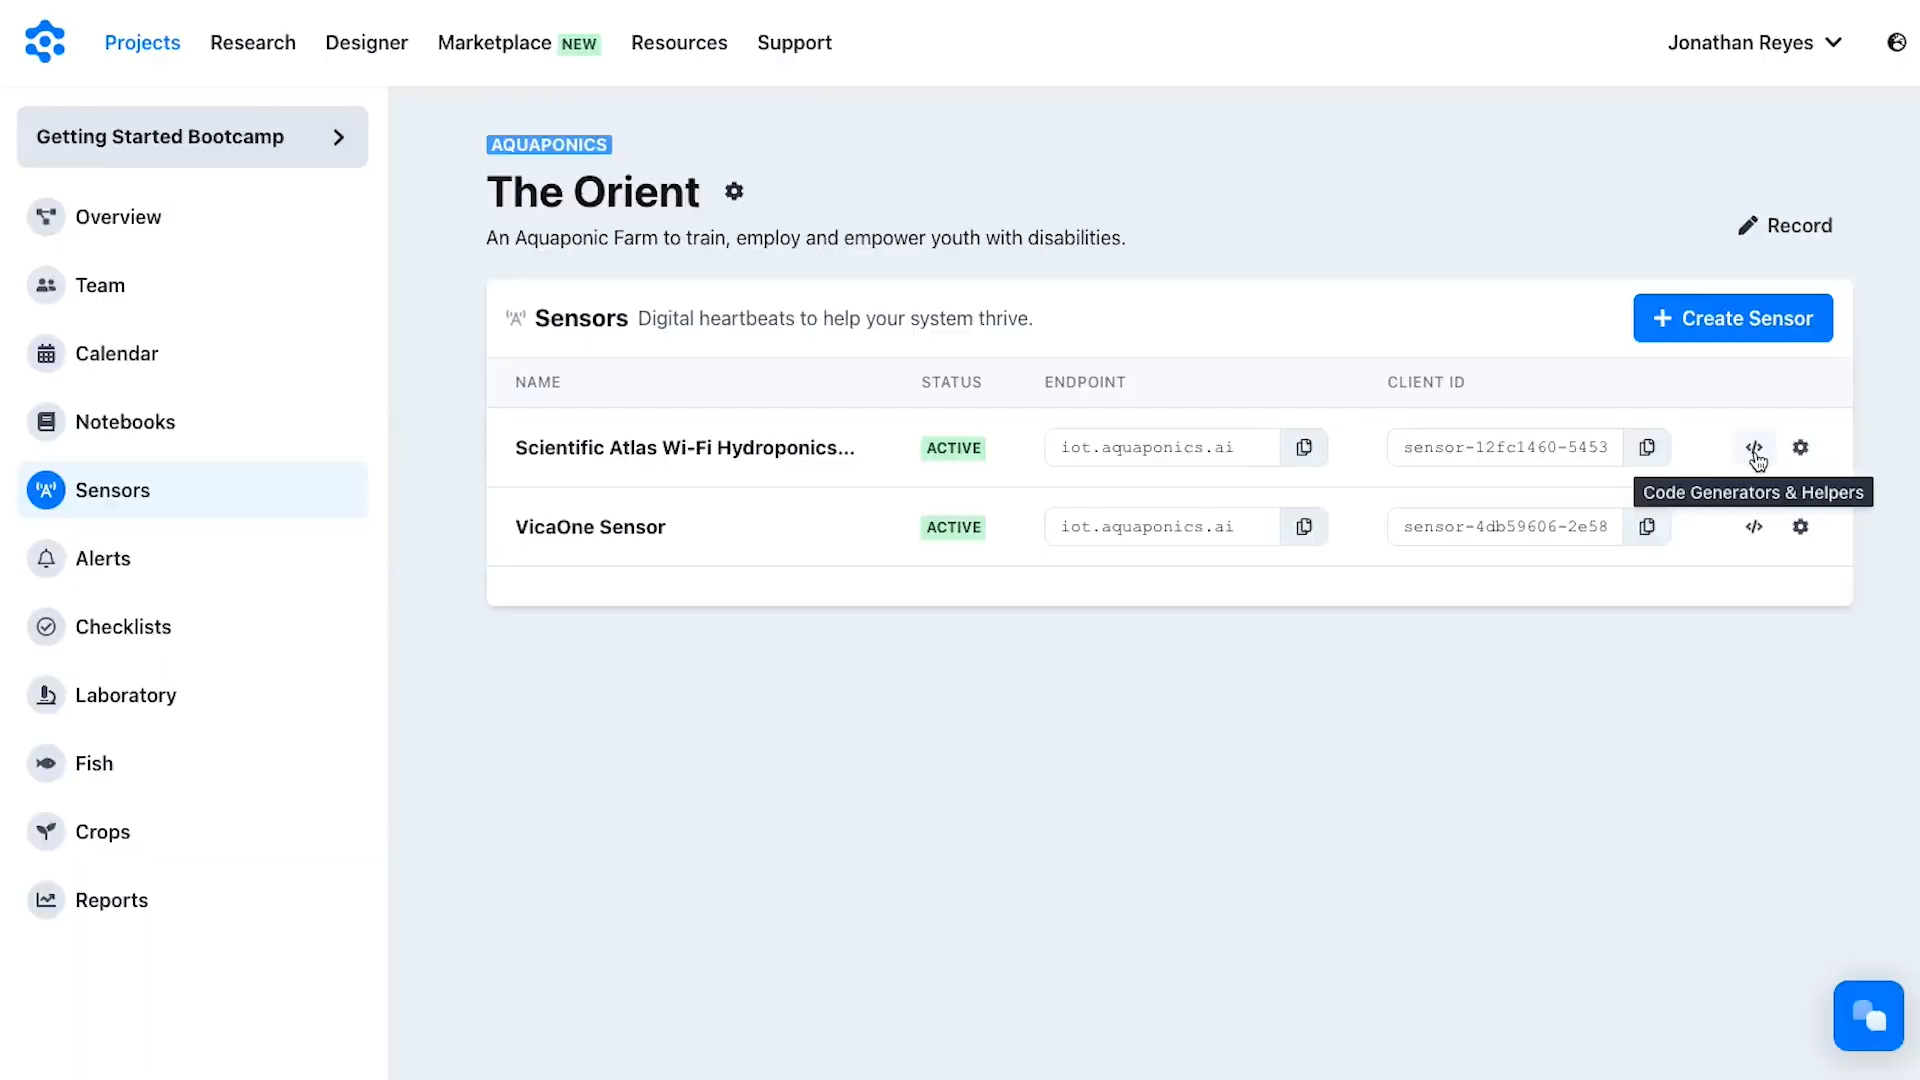 Projects Research Designer Marketplace NEW Resources Support Jonathan Reyes
Getting Started Bootcamp
Overview
Team
Calendar
Notebooks
Sensors
Alerts
Checklists
Laboratory
Fish
Crops
Reports
AQUAPONICS
The Orient
An Aquaponic Farm to train, employ and empower youth with disabilities.
Record
Sensors Digital heartbeats to help your system thrive.
+ Create Sensor
NAME STATUS ENDPOINT CLIENT ID
Scientific Atlas Wi-Fi Hydroponics... ACTIVE iot.aquaponics.ai sensor-12fc1460-5453
Code Generators & Helpers
VicaOne Sensor ACTIVE iot.aquaponics.ai sensor-4db59606-2e58